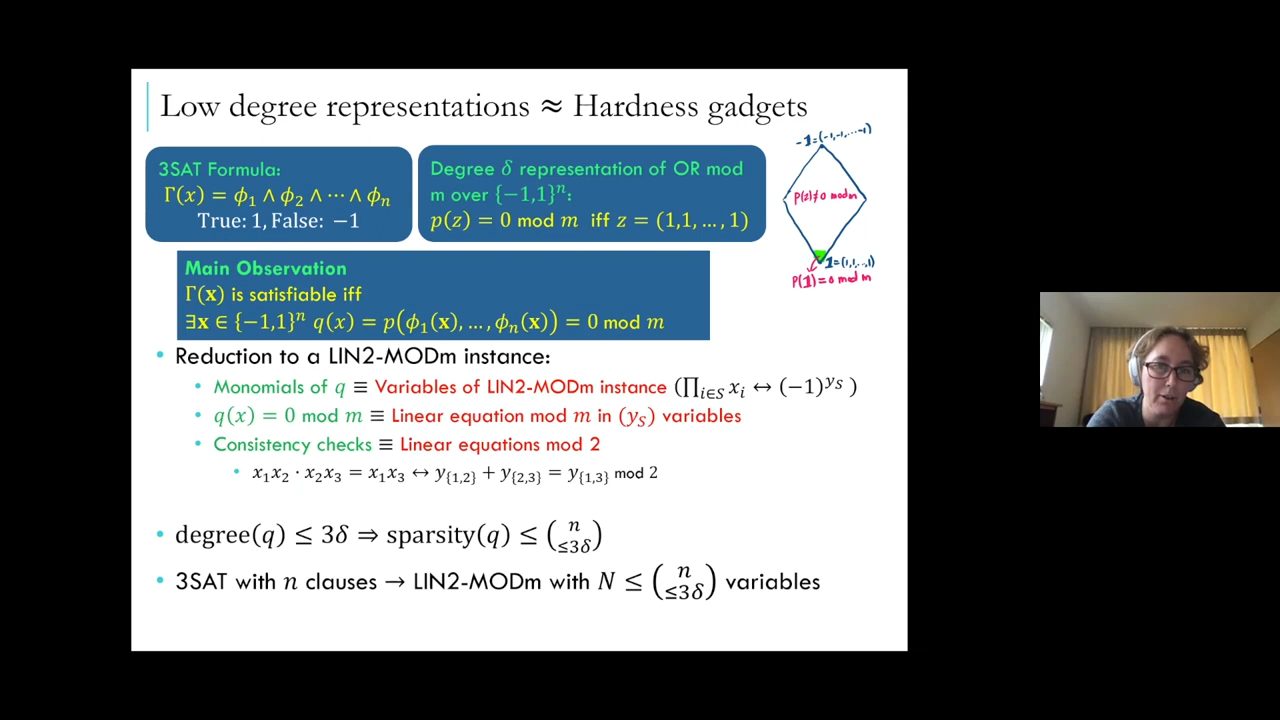 Low degree representations ≈ Hardness gadgets
3SAT Formula:
Γ(x) = ϕ₁ ∧ ϕ₂ ∧ ⋯ ∧ ϕₙ
True: 1, False: −1
Degree δ representation of OR mod
m over {−1,1}ⁿ:
p(z) = 0 mod m iff z = (1,1, … , 1)
-1=(-1,-1,...-1)
P(z)≠0 mod m
1=(1,1,...,1)
P(1)=0 mod m
Main Observation
Γ(x) is satisfiable iff
∃x ∈ {−1,1}ⁿ q(x) = p(ϕ₁(x), … , ϕₙ(x)) = 0 mod m
• Reduction to a LIN2-MODm instance:
• Monomials of q ≡ Variables of LIN2-MODm instance (∏_{i∈S} x_i ↔ (−1)^{y_S} )
• q(x) = 0 mod m ≡ Linear equation mod m in (y_S) variables
• Consistency checks ≡ Linear equations mod 2
• x₁x₂ · x₂x₃ = x₁x₃ ↔ y_{{1,2}} + y_{{2,3}} = y_{{1,3}} mod 2
• degree(q) ≤ 3δ ⇒ sparsity(q) ≤ (n ≤3δ)
• 3SAT with n clauses → LIN2-MODm with N ≤ (n ≤3δ) variables